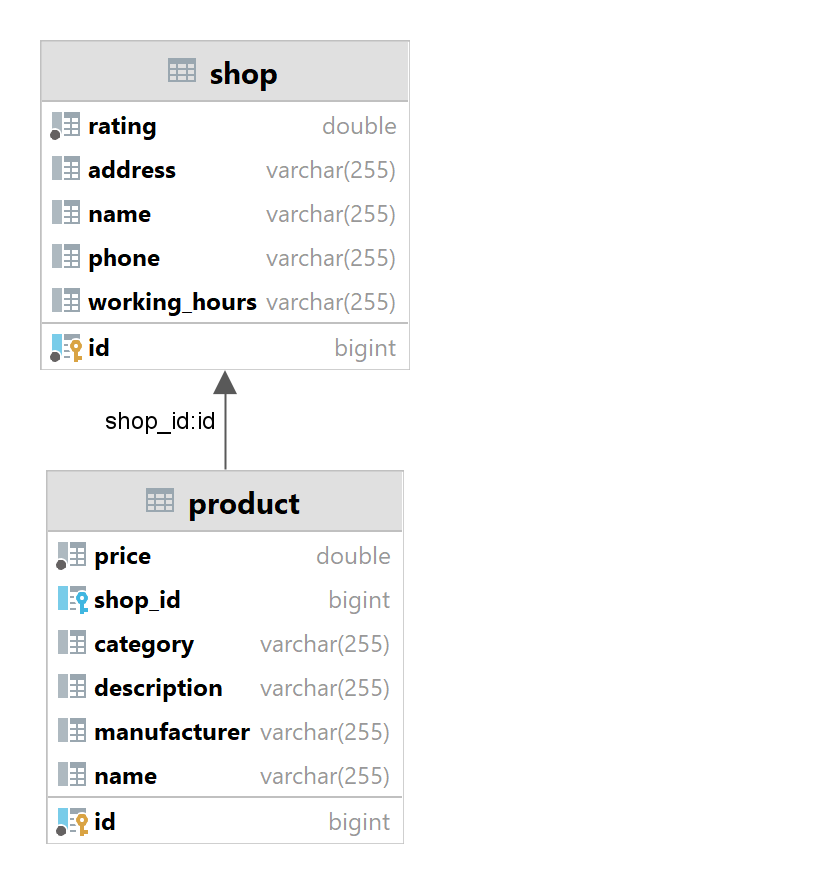 shop
rating double
address varchar(255)
name varchar(255)
phone varchar(255)
working_hours varchar(255)
id bigint
shop_id:id
product
price double
shop_id bigint
category varchar(255)
description varchar(255)
manufacturer varchar(255)
name varchar(255)
id bigint